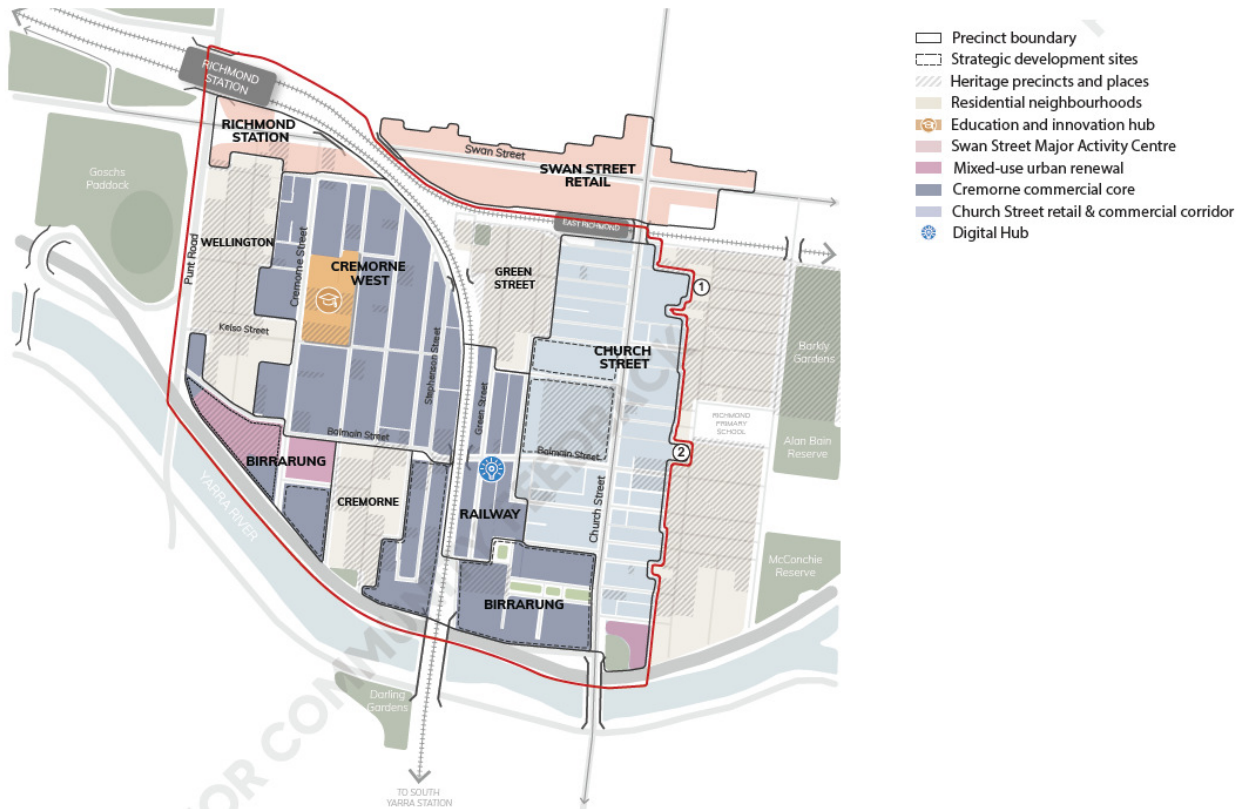 RICHMOND
STATION
RICHMOND
STATION
Swan Street
SWAN STREET
RETAIL
EAST RICHMOND
Goschs
Paddock
Punt Road
WELLINGTON
Cremorne Street
CREMORNE
WEST
GREEN
STREET
1
Kelso Street
Stephenson Street
CHURCH
STREET
Barkly
Gardens
Green Street
RICHMOND
PRIMARY
SCHOOL
Balmain Street
Balmain Street
2
Alan Bain
Reserve
BIRRARUNG
CREMORNE
RAILWAY
Church Street
YARRA RIVER
McConchie
Reserve
BIRRARUNG
Darling
Gardens
TO SOUTH
YARRA STATION
FOR COMMUNITY FEEDBACK
Precinct boundary
Strategic development sites
Heritage precincts and places
Residential neighbourhoods
Education and innovation hub
Swan Street Major Activity Centre
Mixed-use urban renewal
Cremorne commercial core
Church Street retail & commercial corridor
Digital Hub